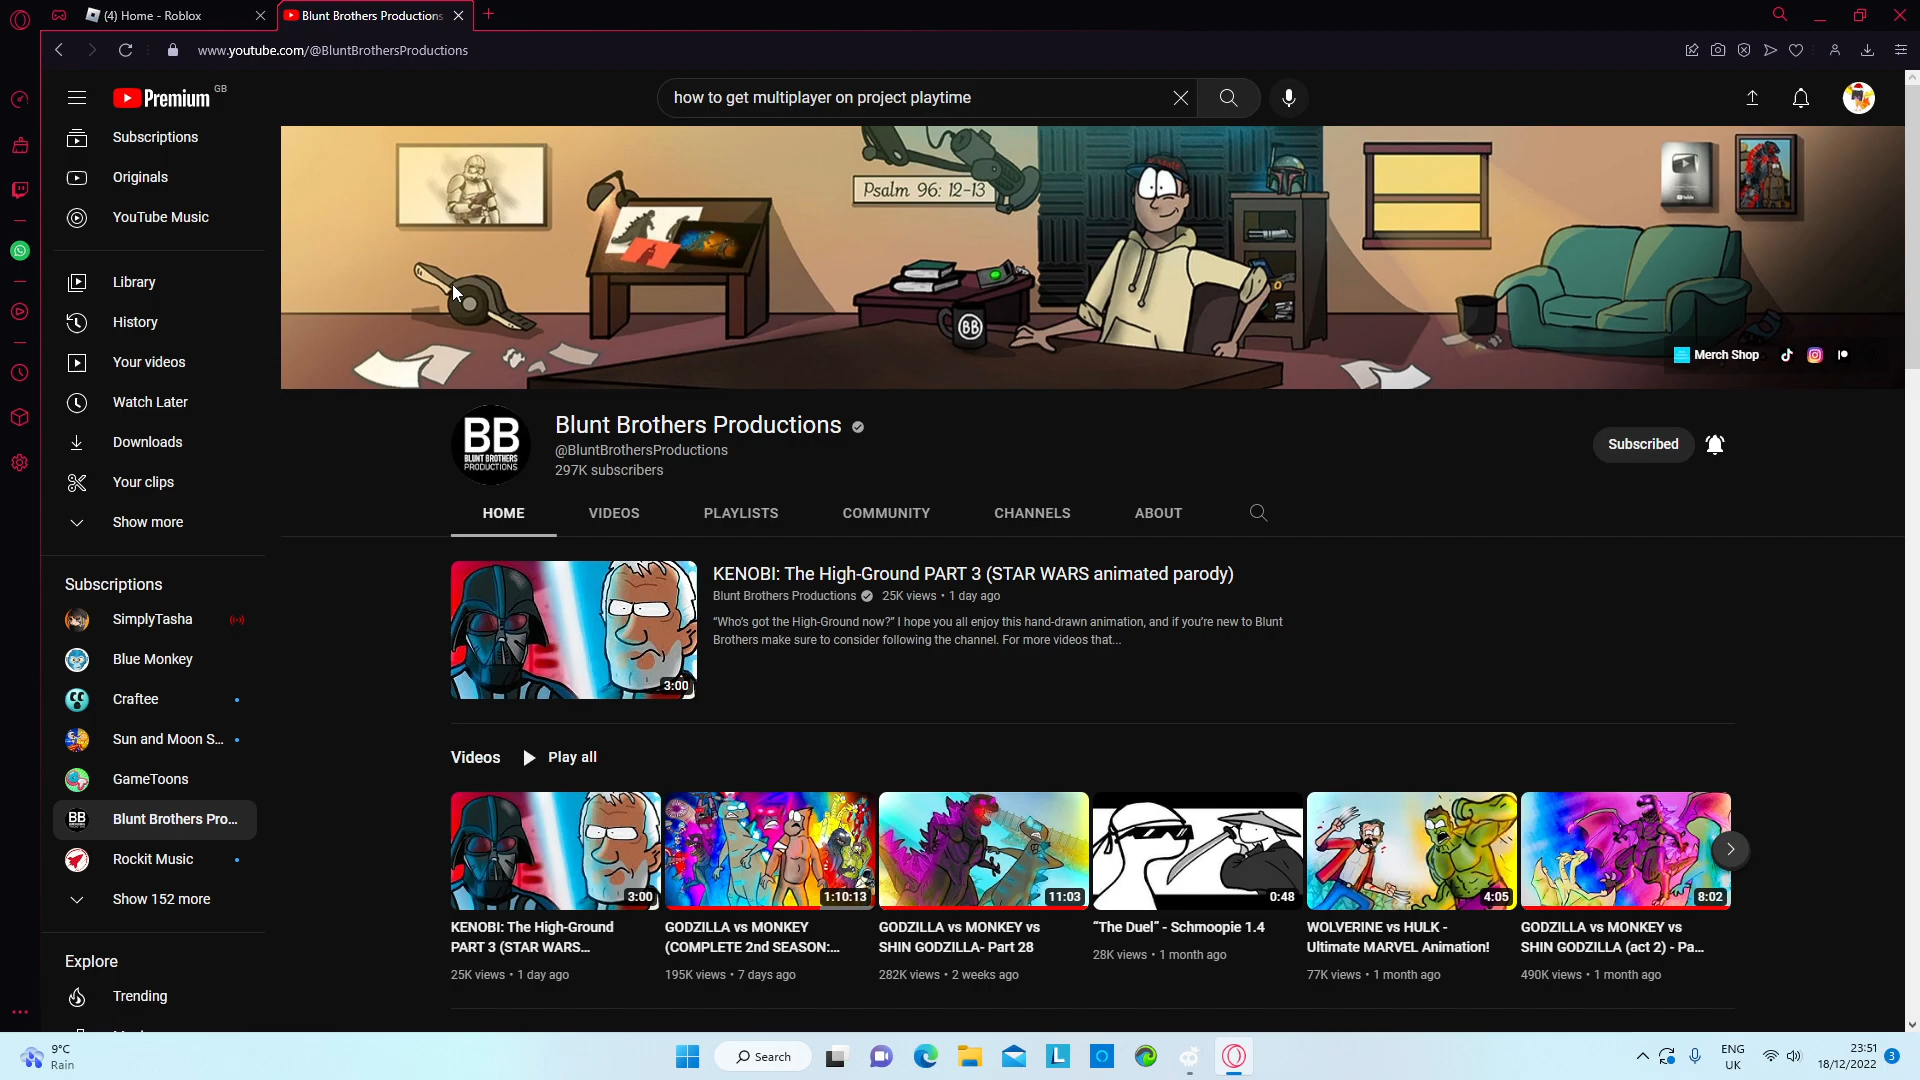 (4) Home - Roblox
Blunt Brothers Productions
www.youtube.com/@BluntBrothersProductions
Premium GB
how to get multiplayer on project playtime
Subscriptions
Originals
YouTube Music
Library
History
Your videos
Watch Later
Downloads
Your clips
Show more
Subscriptions
SimplyTasha
Blue Monkey
Craftee
Sun and Moon S...
GameToons
BB Blunt Brothers Pro...
Rockit Music
Show 152 more
Explore
Trending
Psalm 96: 12-13
BB
Merch Shop
BB
BLUNT BROTHERS
PRODUCTIONS
Blunt Brothers Productions
@BluntBrothersProductions
297K subscribers
Subscribed
HOME VIDEOS PLAYLISTS COMMUNITY CHANNELS ABOUT
3:00
KENOBI: The High-Ground PART 3 (STAR WARS animated parody)
Blunt Brothers Productions 25K views • 1 day ago
"Who's got the High-Ground now?" I hope you all enjoy this hand-drawn animation, and if you're new to Blunt
Brothers make sure to consider following the channel. For more videos that...
Videos Play all
3:00
KENOBI: The High-Ground
PART 3 (STAR WARS...
25K views • 1 day ago
1:10:13
GODZILLA vs MONKEY
(COMPLETE 2nd SEASON:...
195K views • 7 days ago
11:03
GODZILLA vs MONKEY vs
SHIN GODZILLA- Part 28
282K views • 2 weeks ago
0:48
“The Duel” - Schmoopie 1.4
28K views • 1 month ago
4:05
WOLVERINE vs HULK -
Ultimate MARVEL Animation!
77K views • 1 month ago
8:02
GODZILLA vs MONKEY vs
SHIN GODZILLA (act 2) - Pa...
490K views • 1 month ago
9°C
Rain
Search
L
O
ENG
UK
23:51
18/12/2022
3